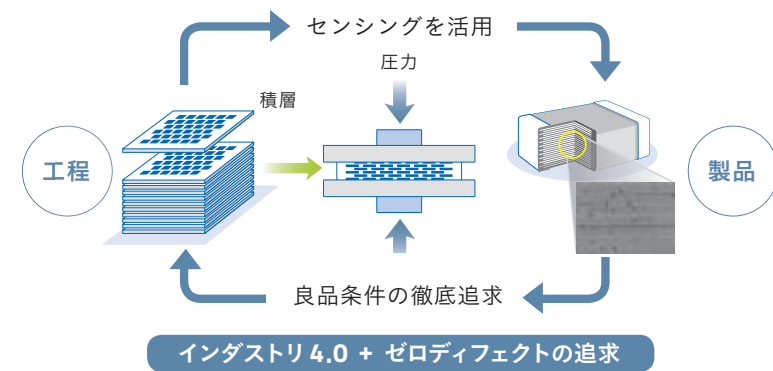 センシングを活用
圧力
積層
工程
製品
良品条件の徹底追求
インダストリ4.0 + ゼロディフェクトの追求